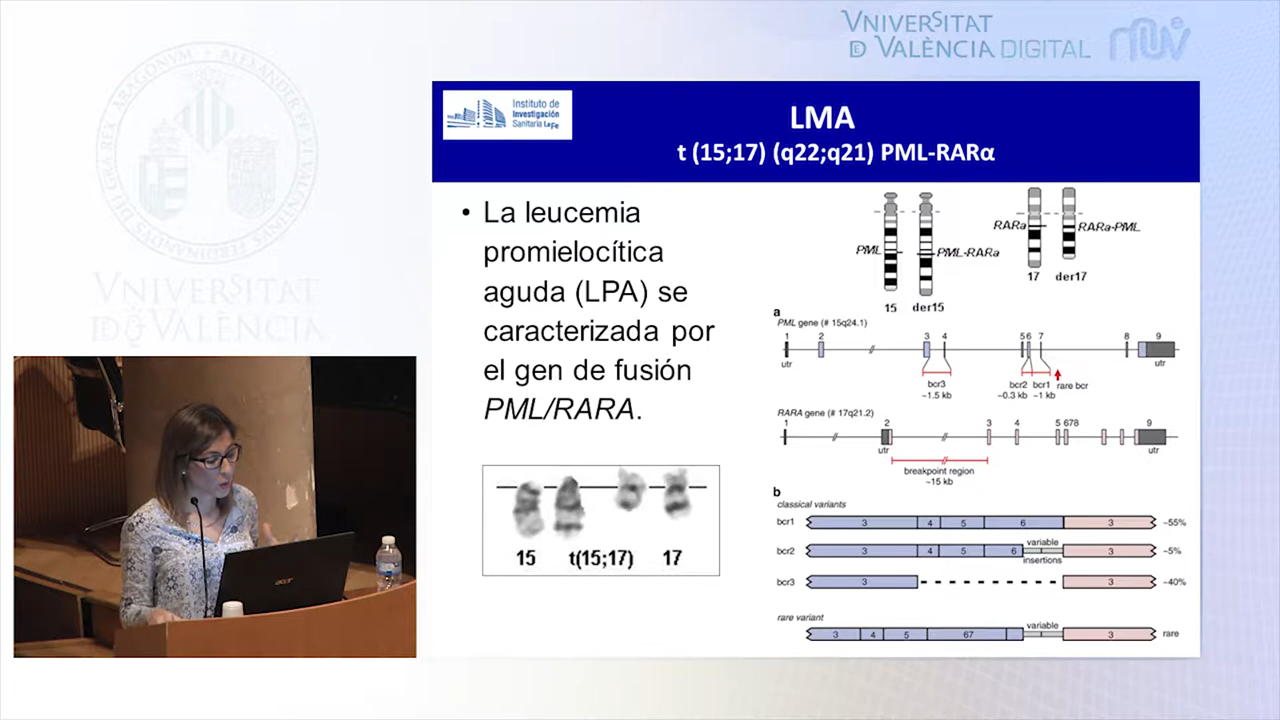 VNIVERSITAT
DE VALÈNCIA DIGITAL
VNIVERSITAT
DE VALÈNCIA
Instituto de
Investigación
Sanitaria La Fe
LMA
t (15;17) (q22;q21) PML-RARα
• La leucemia
promielocítica
aguda (LPA) se
caracterizada por
el gen de fusión
PML/RARA.
15 t(15;17) 17
PML
PML-RARa
15 der15
RARa
RARa-PML
17 der17
a
PML gene (# 15q24.1)
1 2 3 4 5 6 7 8 9
utr
utr
bcr3
~1.5 kb
bcr2 bcr1 rare bcr
~0.3 kb ~1 kb
RARA gene (# 17q21.2)
1 2 3 4 5 678 9
utr
utr
breakpoint region
~15 kb
b
classical variants
bcr1 3 4 5 6 3 ~55%
variable
bcr2 3 4 5 6 3 ~5%
insertions
bcr3 3 3 ~40%
rare variant
variable
3 4 5 67 3 rare
acer